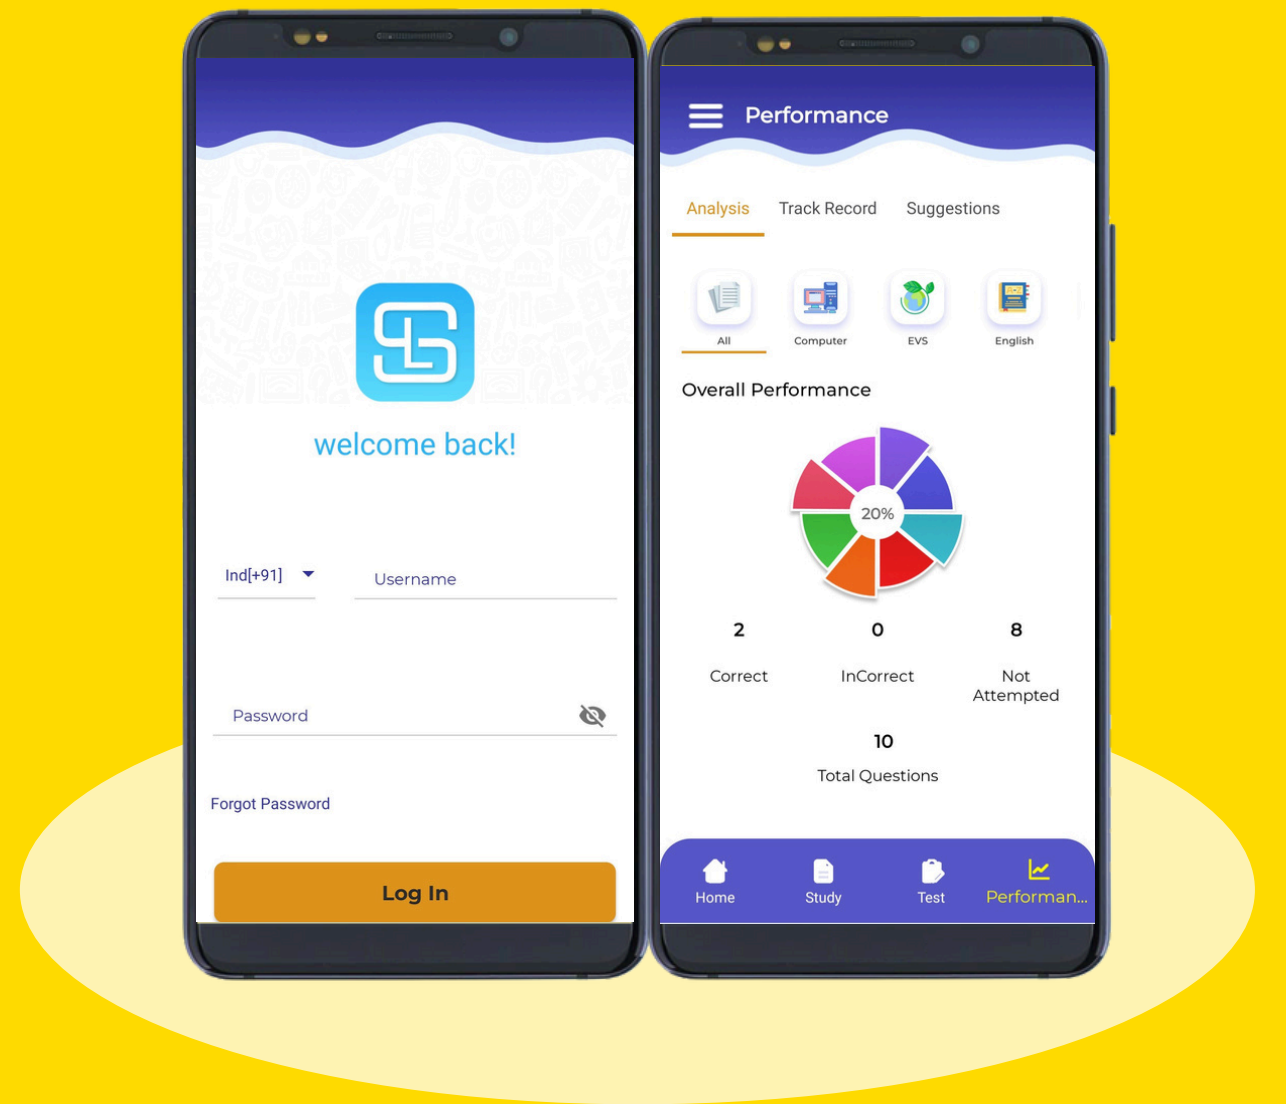 welcome back!
Ind[+91]
Username
Password
Forgot Password
Log In
Performance
Analysis
Track Record
Suggestions
All
Computer
EVS
English
Overall Performance
20%
2
0
8
Correct
InCorrect
Not
Attempted
10
Total Questions
Home
Study
Test
Performan...